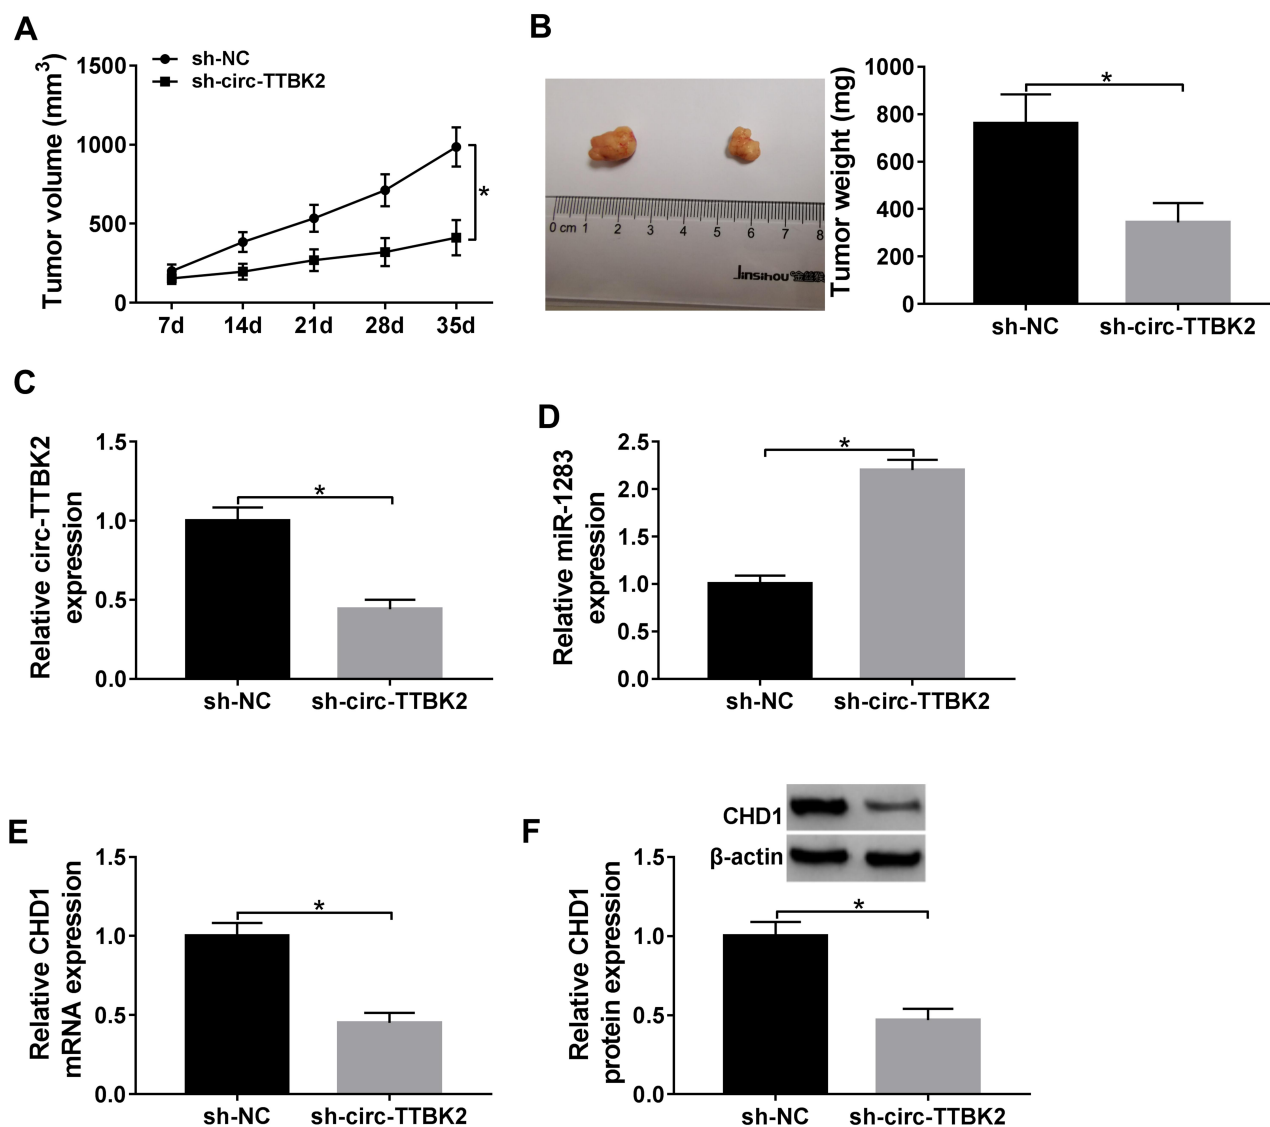 A
Tumor volume (mm³)
1500
1000
500
0
sh-NC
sh-circ-TTBK2
*
7d 14d 21d 28d 35d
B
0 cm 1 2 3 4 5 6 7 8
Jinsihou
Tumor weight (mg)
1000
800
600
400
200
0
*
sh-NC sh-circ-TTBK2
C
Relative circ-TTBK2
expression
1.5
1.0
0.5
0.0
*
sh-NC sh-circ-TTBK2
D
Relative miR-1283
expression
2.5
2.0
1.5
1.0
0.5
0.0
*
sh-NC sh-circ-TTBK2
E
Relative CHD1
mRNA expression
1.5
1.0
0.5
0.0
*
sh-NC sh-circ-TTBK2
F
CHD1
β-actin
Relative CHD1
protein expression
1.5
1.0
0.5
0.0
*
sh-NC sh-circ-TTBK2